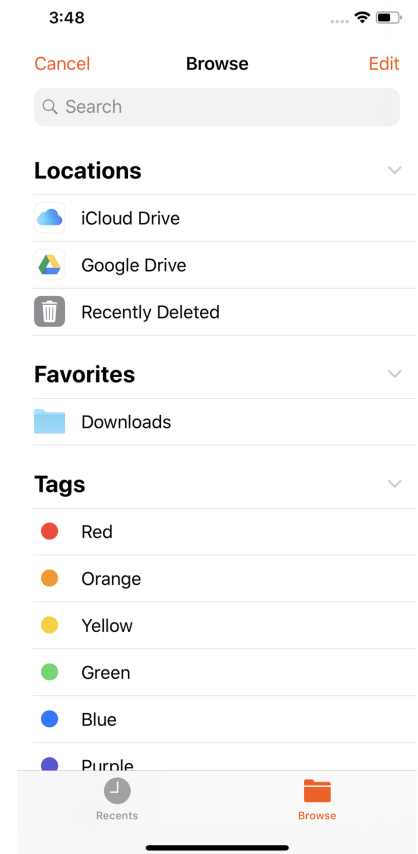 3:48
Cancel Browse Edit
Search
Locations
iCloud Drive
Google Drive
Recently Deleted
Favorites
Downloads
Tags
Red
Orange
Yellow
Green
Blue
Purple
Recents Browse